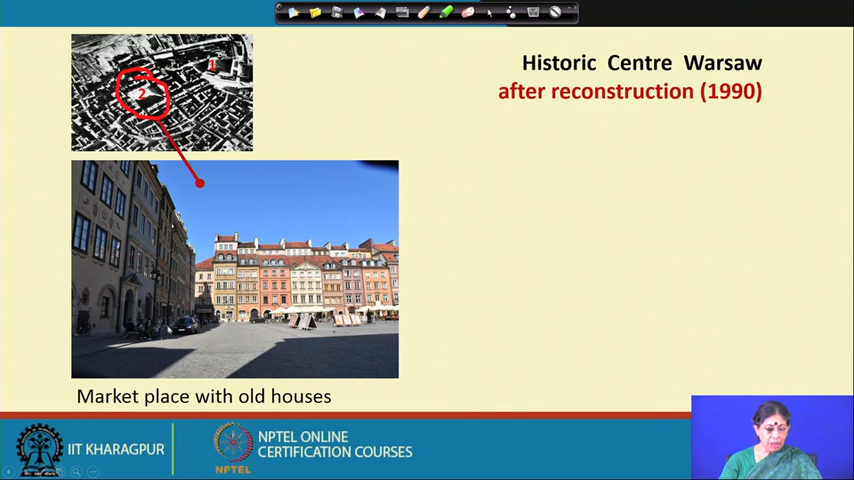 Historic Centre Warsaw
after reconstruction (1990)
1
2
Market place with old houses
IIT KHARAGPUR
NPTEL
NPTEL ONLINE
CERTIFICATION COURSES